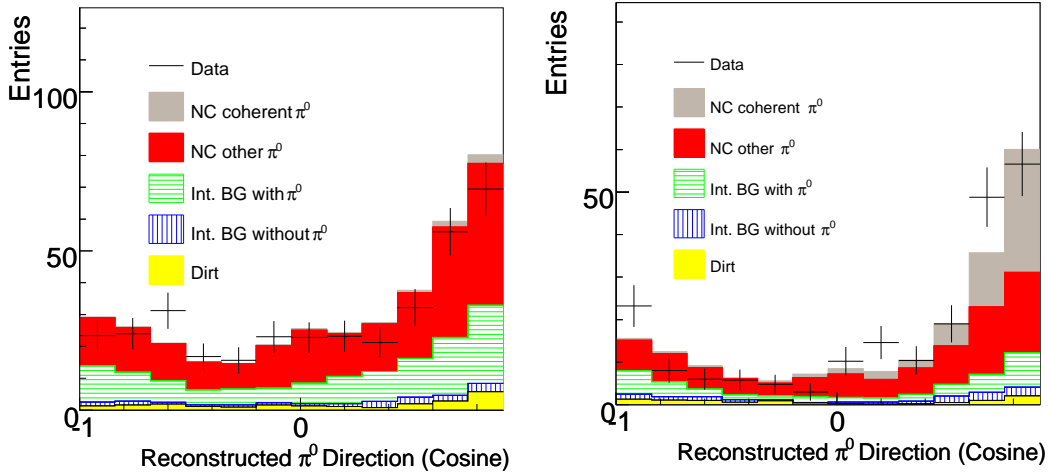 Entries
100
50
0
-1
0
Data
NC coherent π⁰
NC other π⁰
Int. BG with π⁰
Int. BG without π⁰
Dirt
Reconstructed π⁰ Direction (Cosine)
Entries
50
0
-1
0
Data
NC coherent π⁰
NC other π⁰
Int. BG with π⁰
Int. BG without π⁰
Dirt
Reconstructed π⁰ Direction (Cosine)